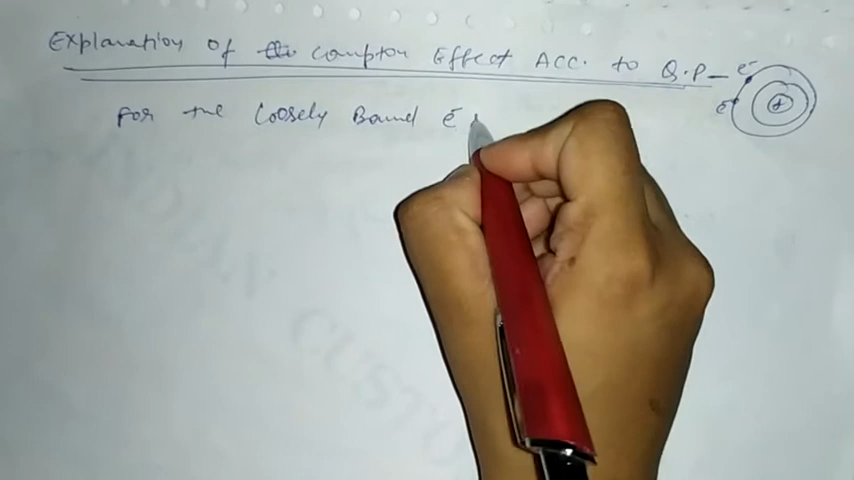 Explanation of Compton Effect Acc. to Q.P- e⁻
e⁻ +
For the Loosely Bound e⁻